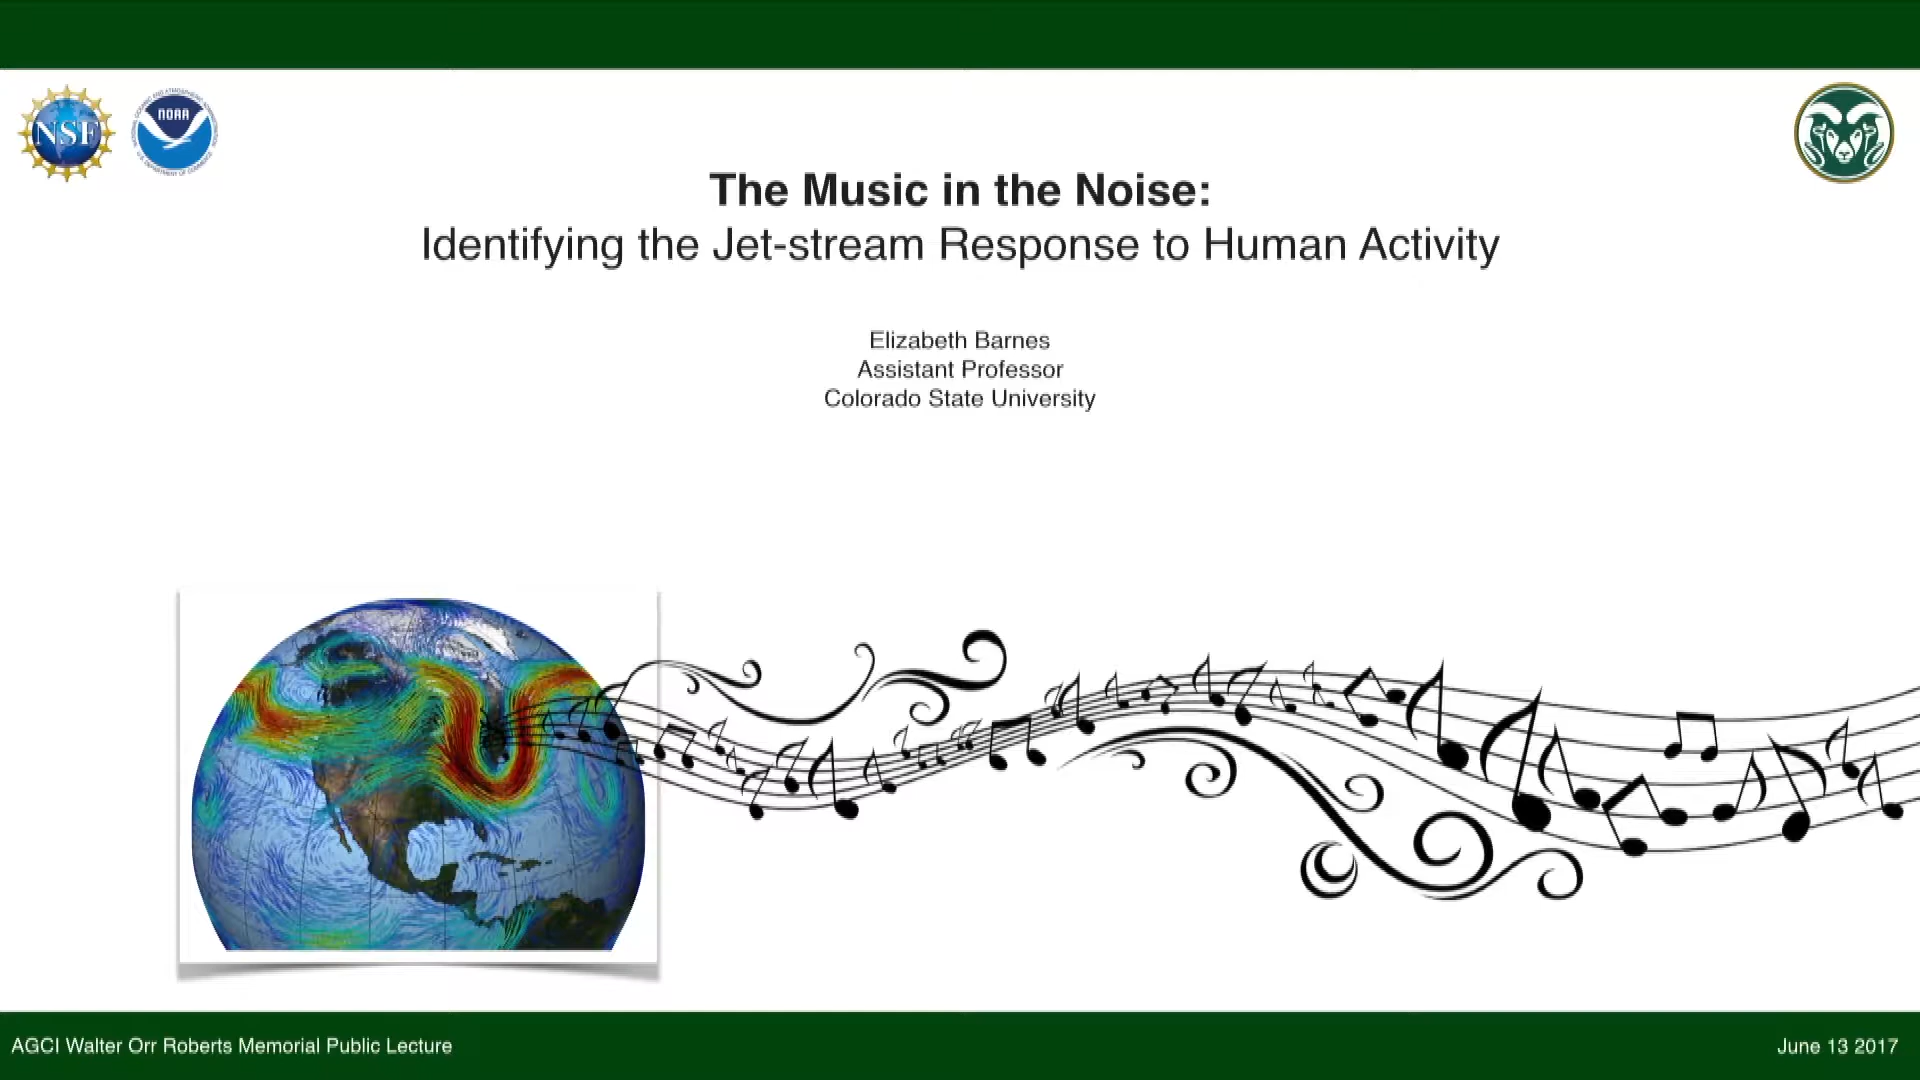 NSF
NOAA
The Music in the Noise:
Identifying the Jet-stream Response to Human Activity
Elizabeth Barnes
Assistant Professor
Colorado State University
AGCI Walter Orr Roberts Memorial Public Lecture
June 13 2017